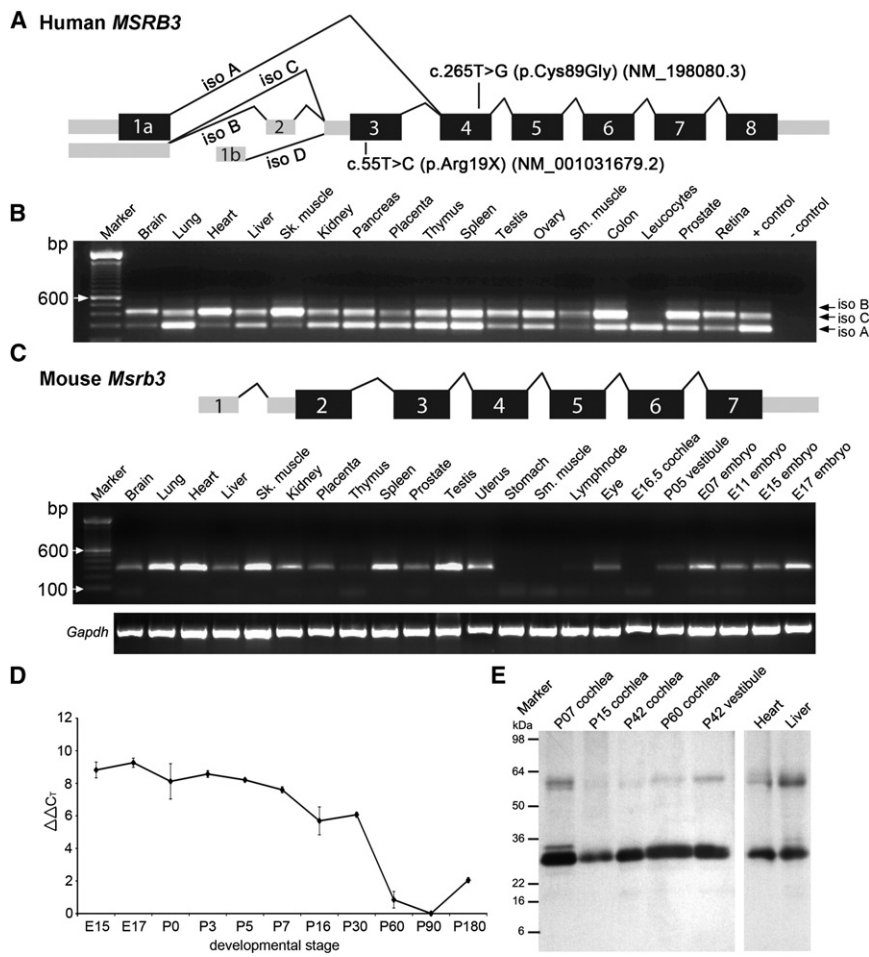 A Human MSRB3
iso A
iso C
iso B
iso D
c.265T>G (p.Cys89Gly) (NM_198080.3)
1a 2 3 4 5 6 7 8
1b
c.55T>C (p.Arg19X) (NM_001031679.2)
B
Marker Brain Lung Heart Liver Sk. muscle Kidney Pancreas Placenta Thymus Spleen Testis Ovary Sm. muscle Colon Leucocytes Prostate Retina + control - control
bp
600
iso B
iso C
iso A
C
Mouse Msrb3
1 2 3 4 5 6 7
Marker Brain Lung Heart Liver Sk. muscle Kidney Placenta Thymus Spleen Prostate Testis Uterus Stomach Sm. muscle Lymphnode Eye E16.5 cochlea P05 vestibule E07 embryo E11 embryo E15 embryo E17 embryo
bp
600
100
Gapdh
D
12
10
8
6
4
2
0
ΔΔCT
E15 E17 P0 P3 P5 P7 P16 P30 P60 P90 P180
developmental stage
E
Marker P07 cochlea P15 cochlea P42 cochlea P60 cochlea P42 vestibule Heart Liver
kDa
98
64
50
36
22
16
6